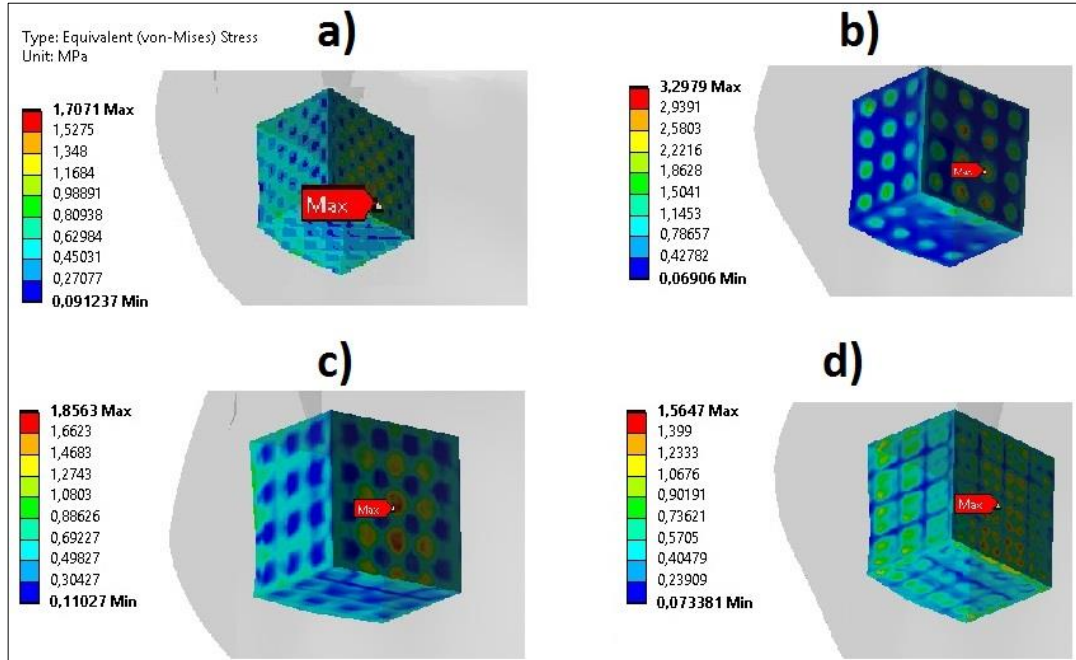 Type: Equivalent (von-Mises) Stress
Unit: MPa
a)
1,7071 Max
1,5275
1,348
1,1684
0,98891
0,80938
0,62984
0,45031
0,27077
0,091237 Min
Max
b)
3,2979 Max
2,9391
2,5803
2,2216
1,8628
1,5041
1,1453
0,78657
0,42782
0,06906 Min
Max
c)
1,8563 Max
1,6623
1,4683
1,2743
1,0803
0,88626
0,69227
0,49827
0,30427
0,11027 Min
Max
d)
1,5647 Max
1,399
1,2333
1,0676
0,90191
0,73621
0,5705
0,40479
0,23909
0,073381 Min
Max